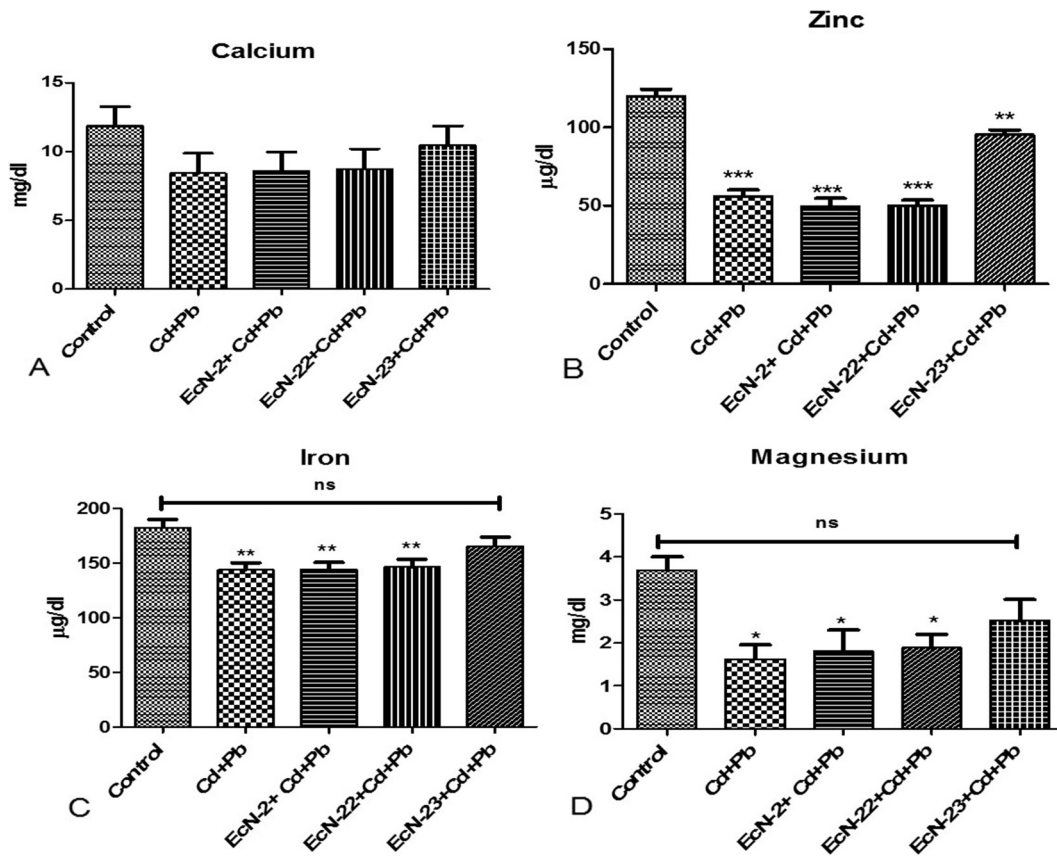 Calcium
15
10
5
0
mg/dl
Control
Cd+Pb
EcN-2+ Cd+Pb
EcN-22+Cd+Pb
EcN-23+Cd+Pb
A
Zinc
150
100
50
0
µg/dl
***
***
***
**
Control
Cd+Pb
EcN-2+ Cd+Pb
EcN-22+Cd+Pb
EcN-23+Cd+Pb
B
Iron
ns
200
150
100
50
0
µg/dl
**
**
**
Control
Cd+Pb
EcN-2+ Cd+Pb
EcN-22+Cd+Pb
EcN-23+Cd+Pb
C
Magnesium
ns
5
4
3
2
1
0
mg/dl
*
*
*
Control
Cd+Pb
EcN-2+ Cd+Pb
EcN-22+Cd+Pb
EcN-23+Cd+Pb
D